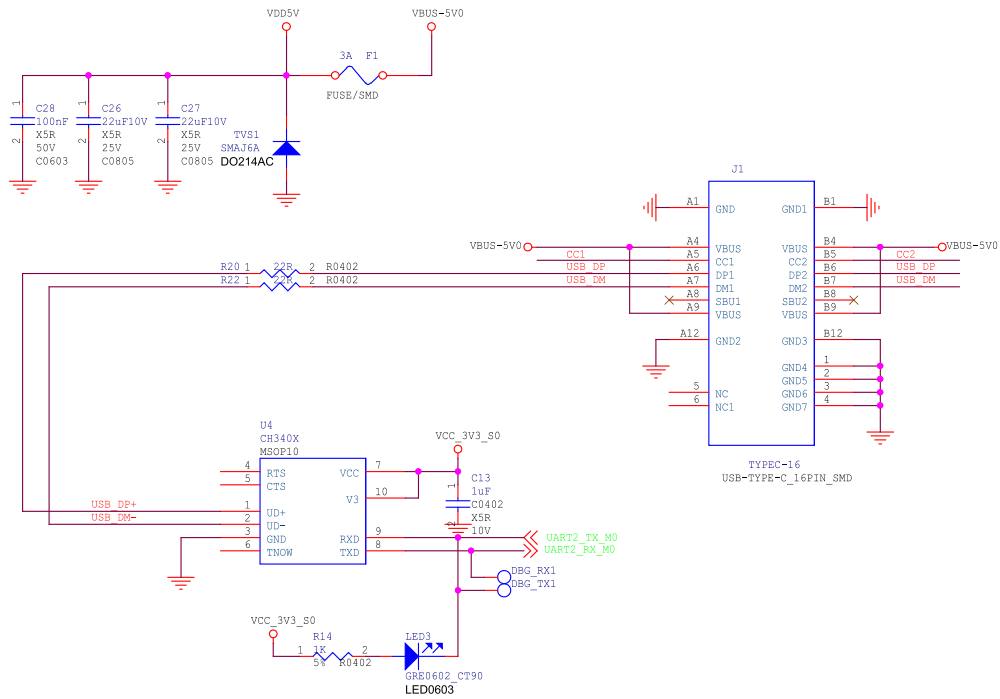 VDD5V
VBUS-5V0
3A F1
FUSE/SMD
1
2
C28
100nF
X5R
50V
C0603
1
2
C26
22uF10V
X5R
25V
C0805
1
2
C27
22uF10V
X5R
25V
C0805
TVS1
SMAJ6A
DO214AC
J1
A1 GND GND1 B1
VBUS-5V0 A4 VBUS VBUS B4 VBUS-5V0
CC1 A5 CC1 CC2 B5 CC2
USB_DP A6 DP1 DP2 B6 USB_DP
USB_DM A7 DM1 DM2 B7 USB_DM
A8 SBU1 SBU2 B8
A9 VBUS VBUS B9
A12 GND2 GND3 B12
GND4 1
GND5 2
5 NC GND6 3
6 NC1 GND7 4
TYPEC-16
USB-TYPE-C_16PIN_SMD
R20 1 22R 2 R0402
R22 1 22R 2 R0402
U4
CH340X
MSOP10
4 RTS VCC 7
5 CTS
V3 10
USB_DP+ 1 UD+
USB_DM- 2 UD-
3 GND RXD 9
6 TNOW TXD 8
VCC_3V3_S0
1
2
C13
1uF
C0402
X5R
10V
UART2_TX_M0
UART2_RX_M0
DBG_RX1
DBG_TX1
VCC_3V3_S0
R14
1 1K 2
5% R0402
LED3
GRE0602_CT90
LED0603